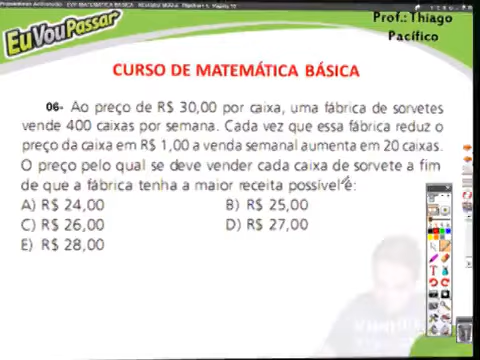 Prof.: Thiago
Pacífico
EuVouPassar
CURSO DE MATEMÁTICA BÁSICA
06- Ao preço de R$ 30,00 por caixa, uma fábrica de sorvetes
vende 400 caixas por semana. Cada vez que essa fábrica reduz o
preço da caixa em R$ 1,00 a venda semanal aumenta em 20 caixas.
O preço pelo qual se deve vender cada caixa de sorvete a fim
de que a fábrica tenha a maior receita possível é:
A) R$ 24,00 B) R$ 25,00
C) R$ 26,00 D) R$ 27,00
E) R$ 28,00